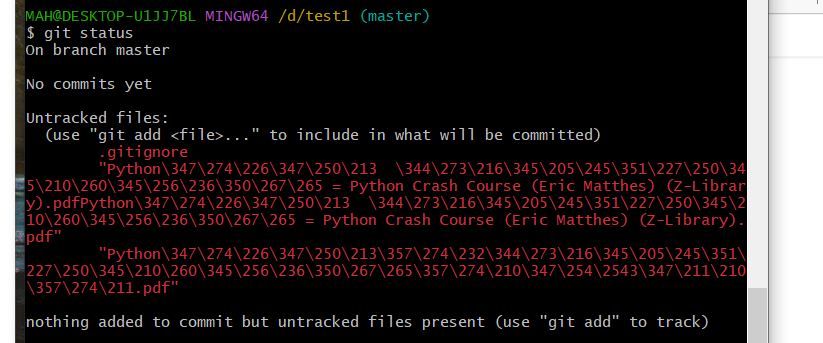 MAH@DESKTOP-U1JJ7BL MINGW64 /d/test1 (master)
$ git status
On branch master
No commits yet
Untracked files:
(use "git add <file>..." to include in what will be committed)
.gitignore
"Python\347\274\226\347\250\213 \344\273\216\345\205\245\351\227\250\34
5\210\260\345\256\236\350\267\265 = Python Crash Course (Eric Matthes) (Z-Librar
y).pdfPython\347\274\226\347\250\213 \344\273\216\345\205\245\351\227\250\345\2
10\260\345\256\236\350\267\265 = Python Crash Course (Eric Matthes) (Z-Library).
pdf"
"Python\347\274\226\347\250\213\357\274\232\344\273\216\345\205\245\351\
227\250\345\210\260\345\256\236\350\267\265\357\274\210\347\254\2543\347\211\210
\357\274\211.pdf"
nothing added to commit but untracked files present (use "git add" to track)